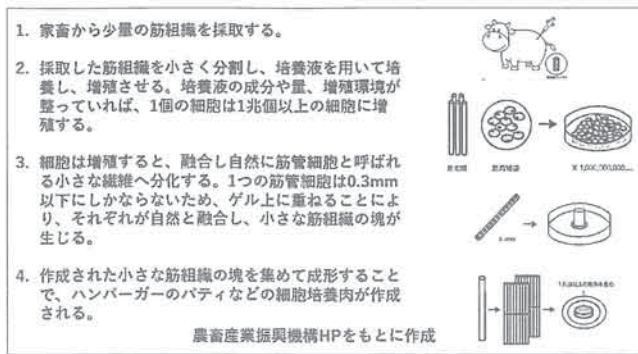 1. 家畜から少量の筋組織を採取する。
2. 採取した筋組織を小さく分割し、培養液を用いて培
養し、増殖させる。培養液の成分や量、増殖環境が
整っていれば、1個の細胞は1兆個以上の細胞に増
殖する。
3. 細胞は増殖すると、融合し自然に筋管細胞と呼ばれ
る小さな繊維へ分化する。1つの筋管細胞は0.3mm
以下にしかならないため、ゲル上に重ねることによ
り、それぞれが自然と融合し、小さな筋組織の塊が
生じる。
4. 作成された小さな筋組織の塊を集めて成形すること
で、ハンバーガーのパティなどの細胞培養肉が作成
される。
農畜産業振興機構HPをもとに作成